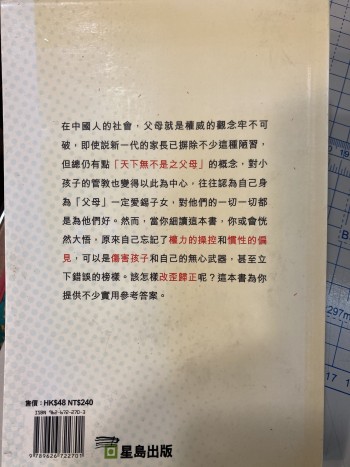 在中國人的社會，父母就是權威的觀念牢不可
破，即使說新一代的家長已摒除不少這種陋習，
但總仍有點「天下無不是之父母」的概念，對小
孩子的管教也變得以此為中心，往往認為自己身
為「父母」一定愛錫子女，對他們的一切一切都
是為他們好。然而，當你細讀這本書，你或會恍
然大悟，原來自己忘記了權力的操控和慣性的偏
見，可以是傷害孩子和自己的無心武器，甚至立
下錯誤的榜樣。該怎樣改歪歸正呢？這本書為你
提供不少實用參考答案。
售價：HK$48 NT$240
ISBN 962-672-270-3
9 789626 722701
星島出版